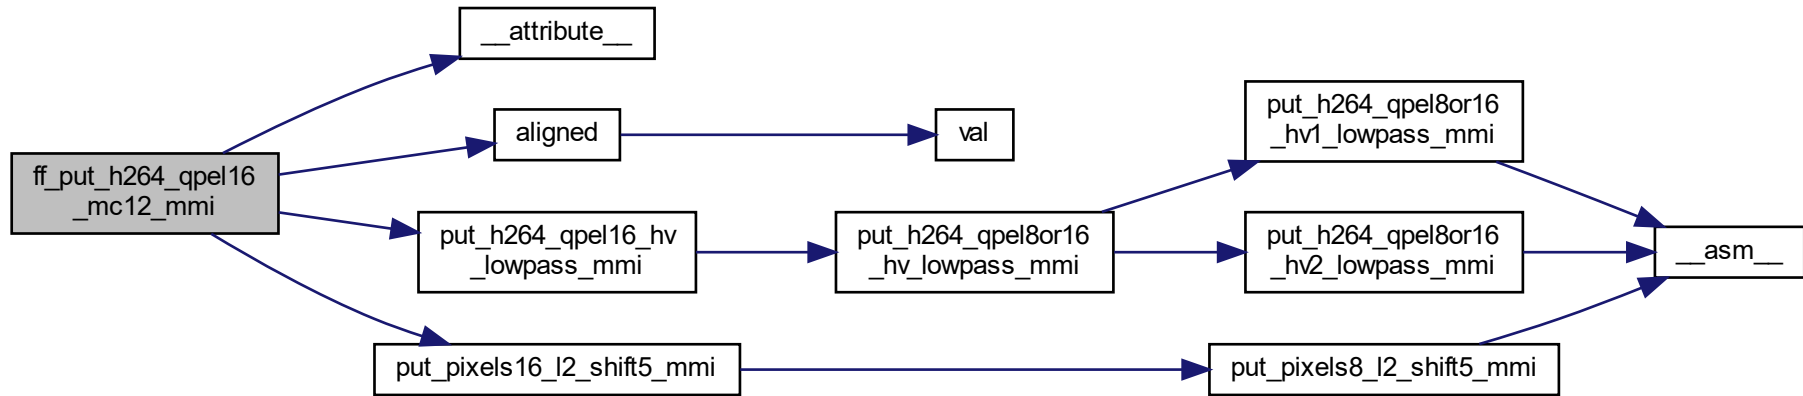 __attribute__
aligned
val
put_h264_qpel8or16
_hv1_lowpass_mmi
ff_put_h264_qpel16
_mc12_mmi
put_h264_qpel16_hv
_lowpass_mmi
put_h264_qpel8or16
_hv_lowpass_mmi
put_h264_qpel8or16
_hv2_lowpass_mmi
__asm__
put_pixels16_l2_shift5_mmi
put_pixels8_l2_shift5_mmi